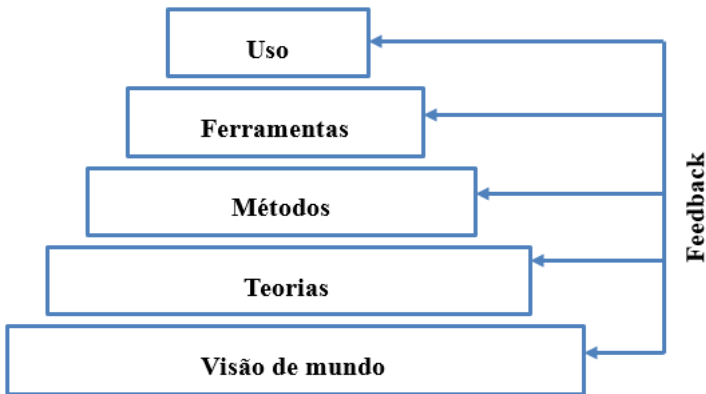 Uso
Ferramentas
Métodos
Teorias
Visão de mundo
Feedback